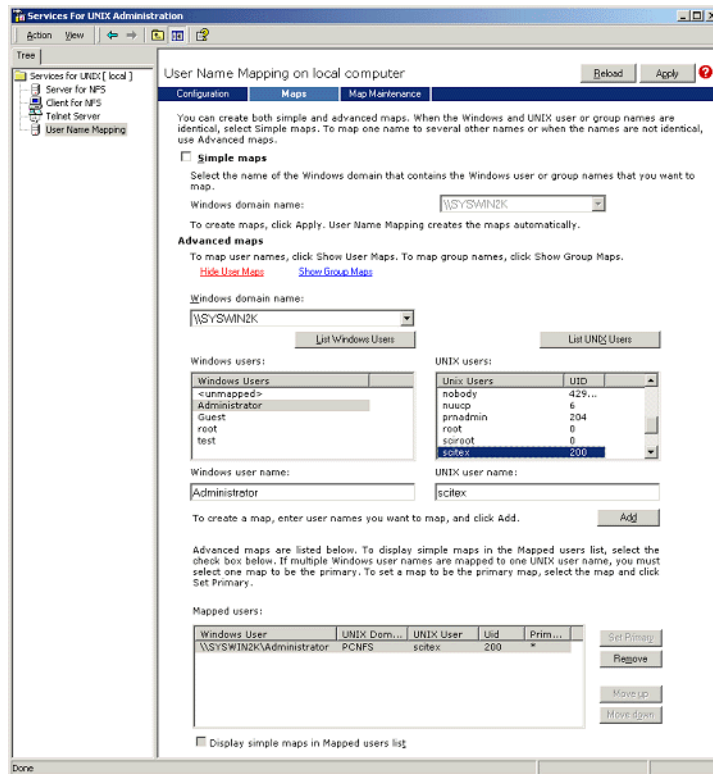 Services For UNIX Administration
Action View
Tree
Services for UNIX [ local ]
Server for NFS
Client for NFS
Telnet Server
User Name Mapping
User Name Mapping on local computer
Reload Apply
Configuration Maps Map Maintenance
You can create both simple and advanced maps. When the Windows and UNIX user or group names are
identical, select Simple maps. To map one name to several other names or when the names are not identical,
use Advanced maps.
Simple maps
Select the name of the Windows domain that contains the Windows user or group names that you want to
map.
Windows domain name: \\SYSWIN2K
To create maps, click Apply. User Name Mapping creates the maps automatically.
Advanced maps
To map user names, click Show User Maps. To map group names, click Show Group Maps.
Hide User Maps Show Group Maps
Windows domain name:
\\SYSWIN2K
List Windows Users List UNIX Users
Windows users: UNIX users:
Windows Users Unix Users UID
<unmapped> nobody 429...
Administrator nuucp 6
Guest prnadmin 204
root root 0
test sciroot 0
scitex 200
Windows user name: UNIX user name:
Administrator scitex
To create a map, enter user names you want to map, and click Add. Add
Advanced maps are listed below. To display simple maps in the Mapped users list, select the
check box below. If multiple Windows user names are mapped to one UNIX user name, you must
select one map to be the primary. To set a map to be the primary map, select the map and click
Set Primary.
Mapped users:
Windows User UNIX Dom... UNIX User Uid Prim...
\\SYSWIN2K\Administrator PCNFS scitex 200 *
Set Primary
Remove
Move up
Move down
Display simple maps in Mapped users list
Done